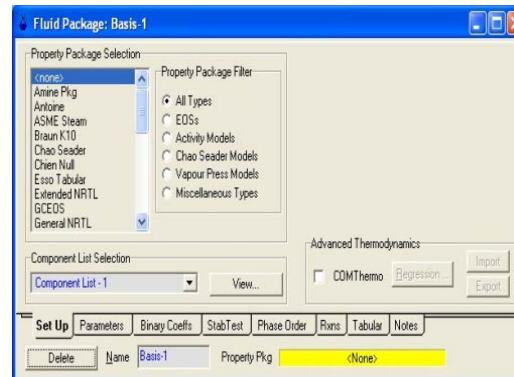 Fluid Package: Basis-1
Property Package Selection
<none>
Amine Pkg
Antoine
ASME Steam
Braun K10
Chao Seader
Chien Null
Esso Tabular
Extended NRTL
GCEOS
General NRTL
Property Package Filter
All Types
EOSs
Activity Models
Chao Seader Models
Vapour Press Models
Miscellaneous Types
Component List Selection
Component List - 1
View...
Advanced Thermodynamics
COMThermo
Regression...
Import
Export
Set Up Parameters Binary Coeffs StabTest Phase Order Rxns Tabular Notes
Delete Name Basis-1 Property Pkg <None>